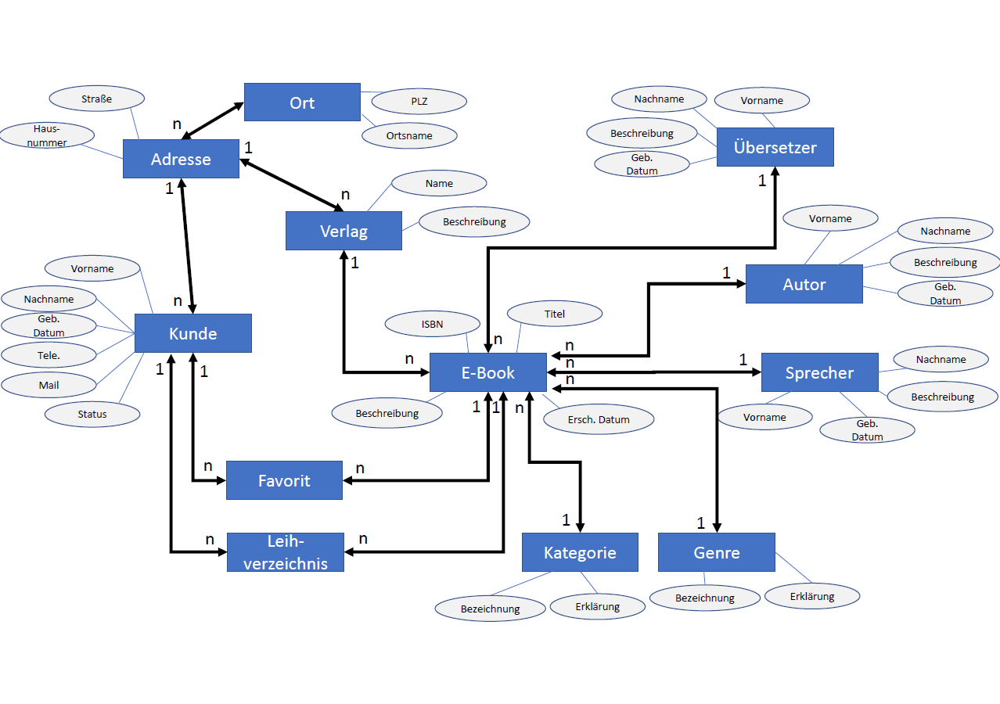 Straße
Ort
PLZ
Nachname
Vorname
n
Haus-
nummer
Ortsname
Beschreibung
Übersetzer
Adresse
1
Geb.
Datum
1
n
Name
1
Vorname
Beschreibung
Verlag
Nachname
1
Beschreibung
Vorname
1
Autor
Geb.
Datum
Nachname
n
Geb.
Datum
ISBN
Titel
Kunde
n
n
Tele.
n
n
1
Nachname
1
1
E-Book
Sprecher
Mail
n
Beschreibung
Status
Beschreibung
1
1
n
Ersch. Datum
Vorname
Geb.
Datum
n
Favorit
n
n
Leih-
verzeichnis
n
1
1
Kategorie
Genre
Bezeichnung
Erklärung
Bezeichnung
Erklärung